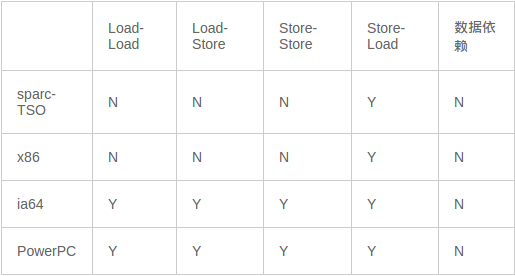 Load-
Load
Load-
Store
Store-
Store
Store-
Load
数据依
赖
sparc-
TSO
N
N
N
Y
N
x86
N
N
N
Y
N
ia64
Y
Y
Y
Y
N
PowerPC
Y
Y
Y
Y
N